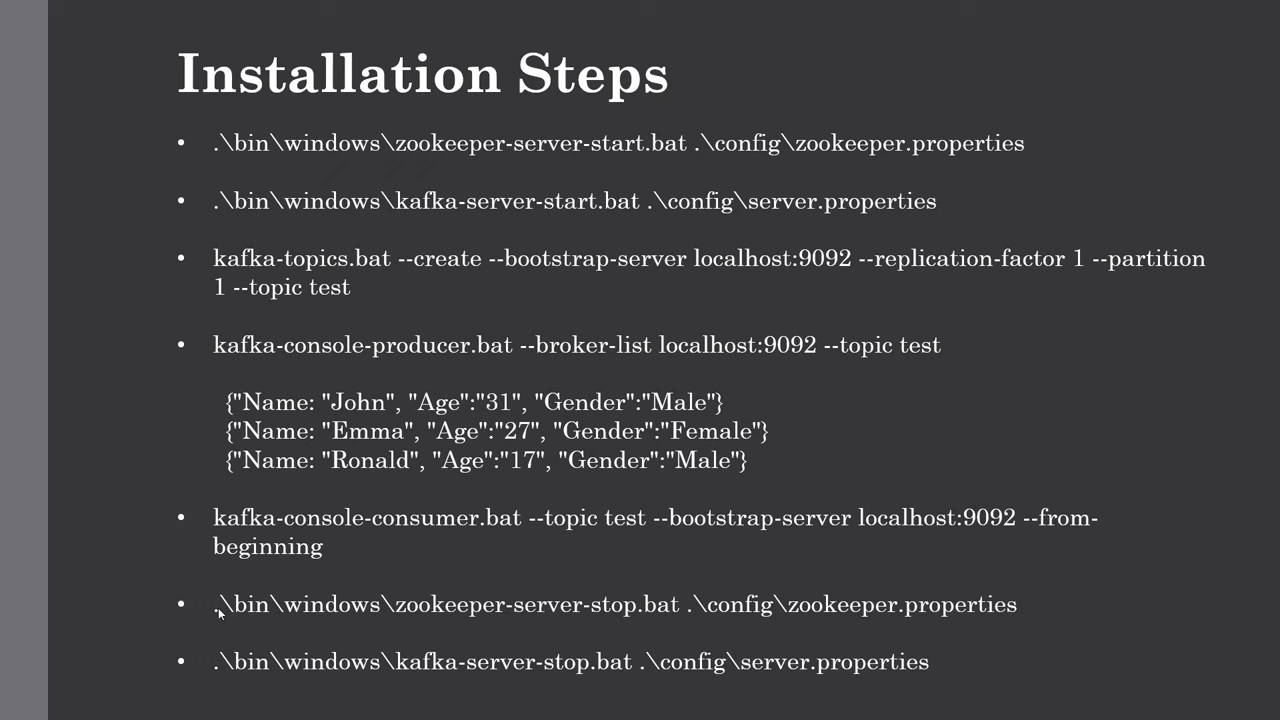 Installation Steps
• .\bin\windows\zookeeper-server-start.bat .\config\zookeeper.properties
• .\bin\windows\kafka-server-start.bat .\config\server.properties
• kafka-topics.bat --create --bootstrap-server localhost:9092 --replication-factor 1 --partition
1 --topic test
• kafka-console-producer.bat --broker-list localhost:9092 --topic test
{"Name: "John", "Age":"31", "Gender":"Male"}
{"Name: "Emma", "Age":"27", "Gender":"Female"}
{"Name: "Ronald", "Age":"17", "Gender":"Male"}
• kafka-console-consumer.bat --topic test --bootstrap-server localhost:9092 --from-
beginning
• .\bin\windows\zookeeper-server-stop.bat .\config\zookeeper.properties
• .\bin\windows\kafka-server-stop.bat .\config\server.properties